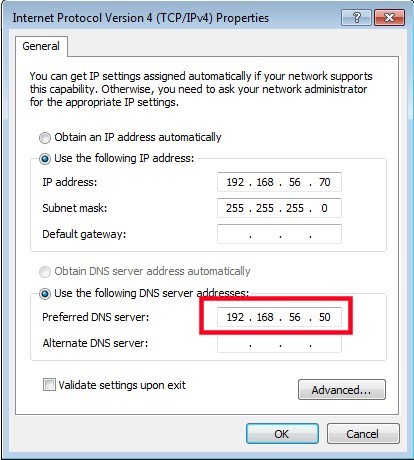 Internet Protocol Version 4 (TCP/IPv4) Properties
General
You can get IP settings assigned automatically if your network supports
this capability. Otherwise, you need to ask your network administrator
for the appropriate IP settings.
Obtain an IP address automatically
Use the following IP address:
IP address: 192 . 168 . 56 . 70
Subnet mask: 255 . 255 . 255 . 0
Default gateway: . . .
Obtain DNS server address automatically
Use the following DNS server addresses:
Preferred DNS server: 192 . 168 . 56 . 50
Alternate DNS server: . . .
Validate settings upon exit
Advanced...
OK Cancel